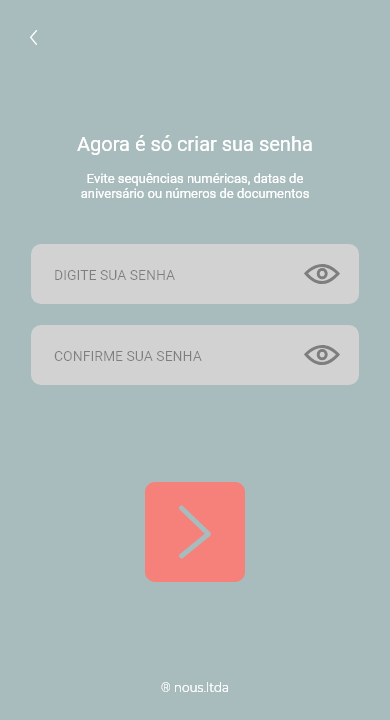 Agora é só criar sua senha
Evite sequências numéricas, datas de
aniversário ou números de documentos
DIGITE SUA SENHA
CONFIRME SUA SENHA
® nous.ltda